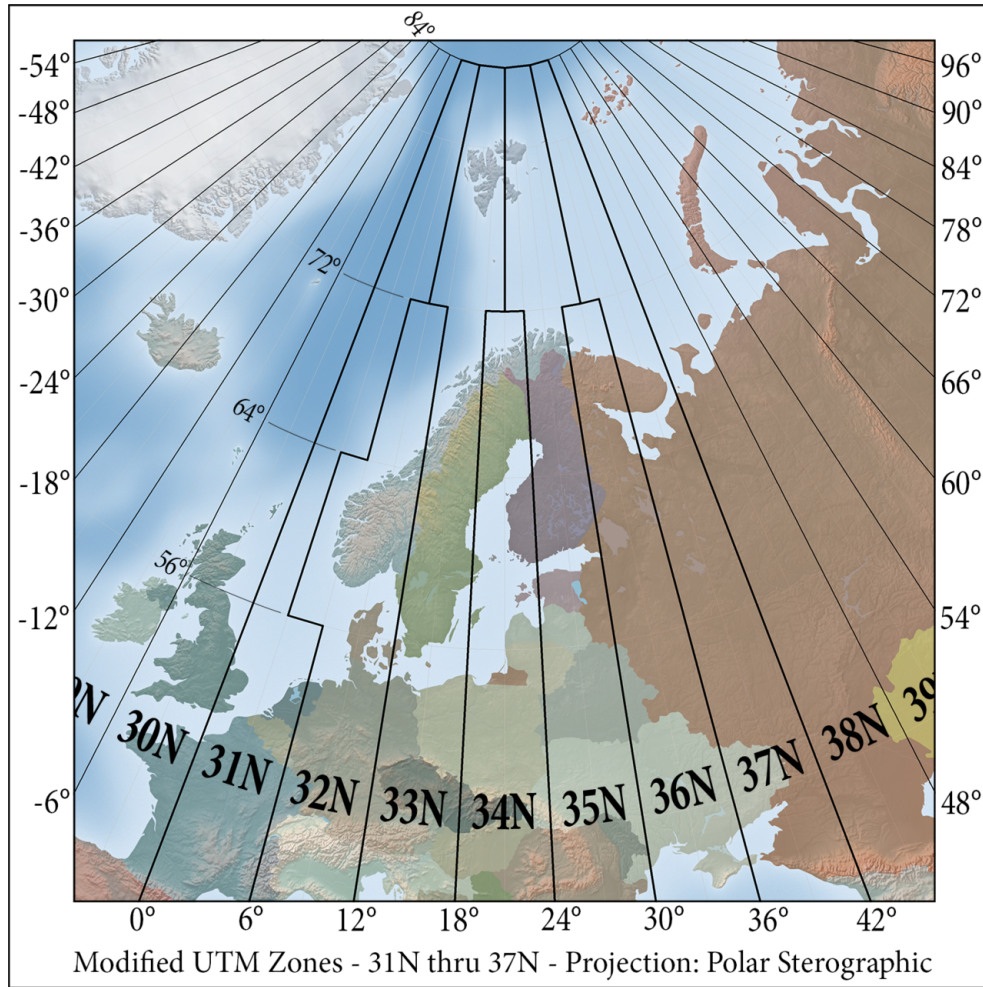 84°
-54°
96°
-48°
90°
-42°
84°
-36°
78°
72°
-30°
72°
-24°
66°
64°
-18°
60°
56°
-12°
54°
9N
30N
31N
32N
33N
34N
35N
36N
37N
38N
39
-6°
48°
0°
6°
12°
18°
24°
30°
36°
42°
Modified UTM Zones - 31N thru 37N - Projection: Polar Sterographic